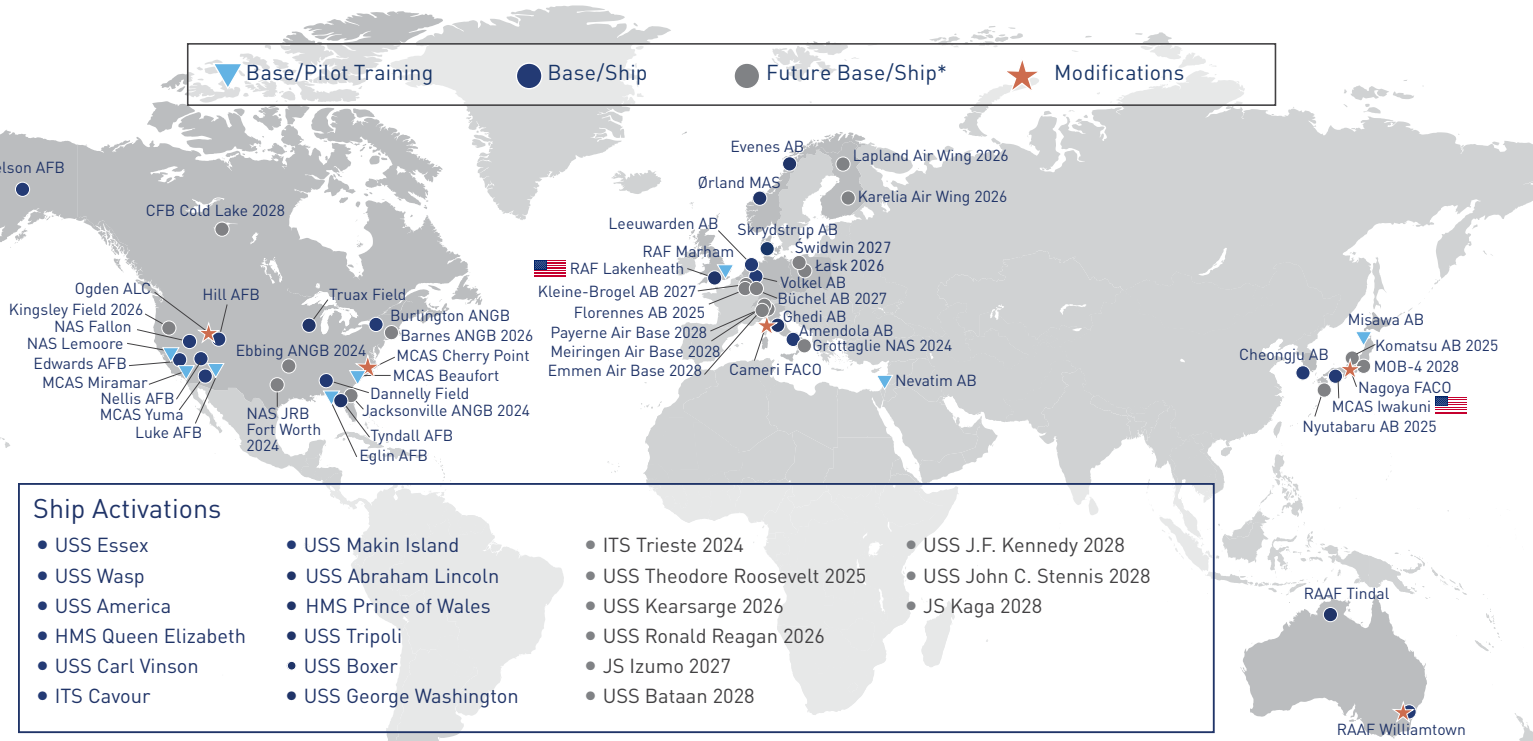 Base/Pilot Training
Base/Ship
Future Base/Ship*
Modifications
elson AFB
CFB Cold Lake 2028
Ogden ALC
Hill AFB
Truax Field
Kingsley Field 2026
Burlington ANGB
NAS Fallon
Barnes ANGB 2026
NAS Lemoore
Ebbing ANGB 2024
MCAS Cherry Point
Edwards AFB
MCAS Beaufort
MCAS Miramar
Dannelly Field
Nellis AFB
Jacksonville ANGB 2024
MCAS Yuma
NAS JRB
Fort Worth
2024
Luke AFB
Tyndall AFB
Eglin AFB
Evenes AB
Lapland Air Wing 2026
Ørland MAS
Karelia Air Wing 2026
Leeuwarden AB
Skrydstrup AB
RAF Marham
Świdwin 2027
RAF Lakenheath
Łask 2026
Volkel AB
Kleine-Brogel AB 2027
Büchel AB 2027
Florennes AB 2025
Ghedi AB
Payerne Air Base 2028
Amendola AB
Meiringen Air Base 2028
Grottaglie NAS 2024
Emmen Air Base 2028
Cameri FACO
Nevatim AB
Misawa AB
Komatsu AB 2025
Cheongju AB
MOB-4 2028
Nagoya FACO
MCAS Iwakuni
Nyutabaru AB 2025
RAAF Tindal
RAAF Williamtown
Ship Activations
USS Essex
USS Wasp
USS America
HMS Queen Elizabeth
USS Carl Vinson
ITS Cavour
USS Makin Island
USS Abraham Lincoln
HMS Prince of Wales
USS Tripoli
USS Boxer
USS George Washington
ITS Trieste 2024
USS Theodore Roosevelt 2025
USS Kearsarge 2026
USS Ronald Reagan 2026
JS Izumo 2027
USS Bataan 2028
USS J.F. Kennedy 2028
USS John C. Stennis 2028
JS Kaga 2028